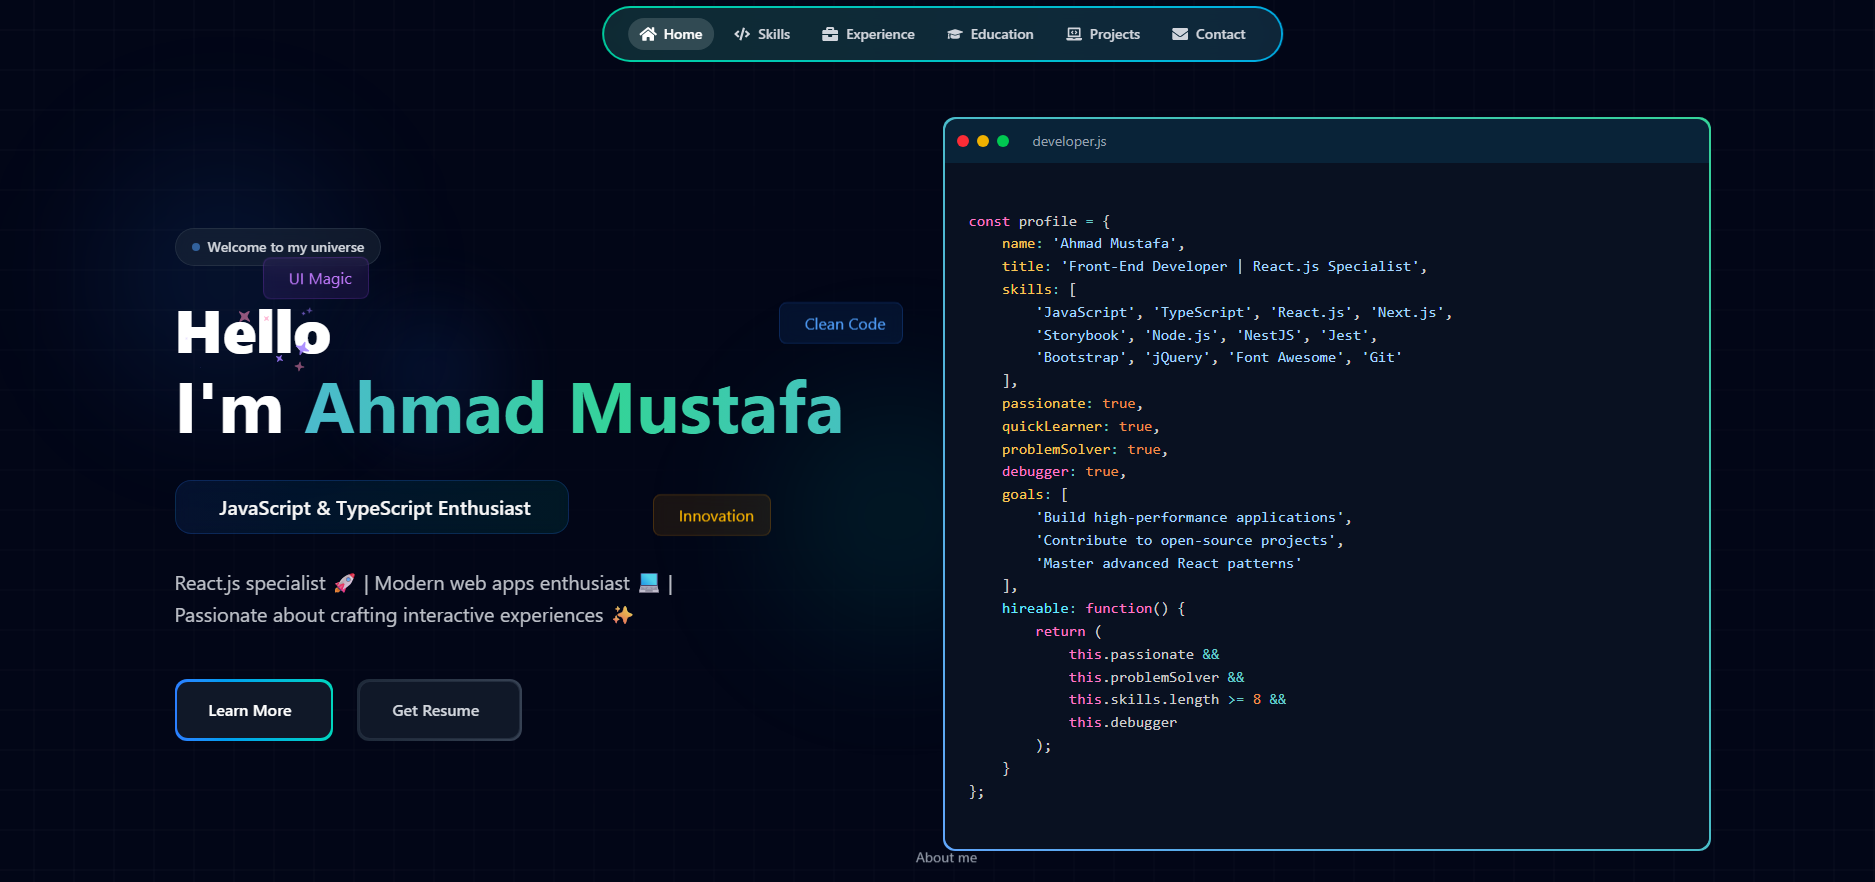 Home Skills Experience Education Projects Contact
Welcome to my universe
UI Magic
Hello
Clean Code
I'm Ahmad Mustafa
JavaScript & TypeScript Enthusiast
Innovation
React.js specialist 🚀 | Modern web apps enthusiast 💻 |
Passionate about crafting interactive experiences ✨
Learn More Get Resume
developer.js
const profile = {
    name: 'Ahmad Mustafa',
    title: 'Front-End Developer | React.js Specialist',
    skills: [
        'JavaScript', 'TypeScript', 'React.js', 'Next.js',
        'Storybook', 'Node.js', 'NestJS', 'Jest',
        'Bootstrap', 'jQuery', 'Font Awesome', 'Git'
    ],
    passionate: true,
    quickLearner: true,
    problemSolver: true,
    debugger: true,
    goals: [
        'Build high-performance applications',
        'Contribute to open-source projects',
        'Master advanced React patterns'
    ],
    hireable: function() {
        return (
            this.passionate &&
            this.problemSolver &&
            this.skills.length >= 8 &&
            this.debugger
        );
    }
};
About me